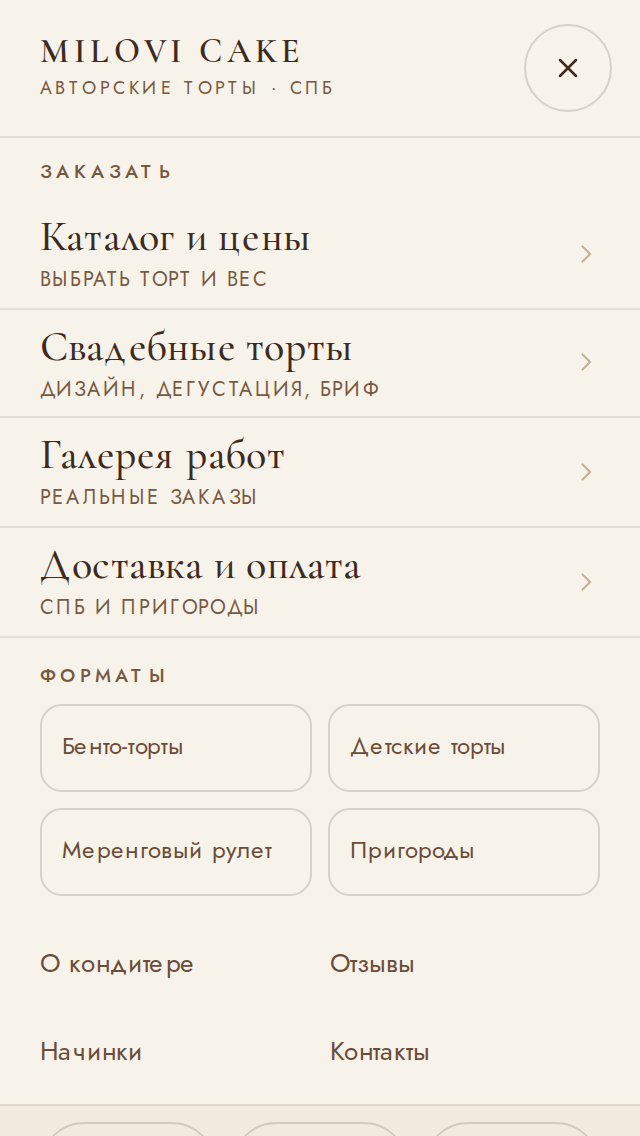 MILOVI CAKE
АВТОРСКИЕ ТОРТЫ · СПБ
ЗАКАЗАТЬ
Каталог и цены
ВЫБРАТЬ ТОРТ И ВЕС
Свадебные торты
ДИЗАЙН, ДЕГУСТАЦИЯ, БРИФ
Галерея работ
РЕАЛЬНЫЕ ЗАКАЗЫ
Доставка и оплата
СПБ И ПРИГОРОДЫ
ФОРМАТЫ
Бенто-торты
Детские торты
Меренговый рулет
Пригороды
О кондитере
Отзывы
Начинки
Контакты